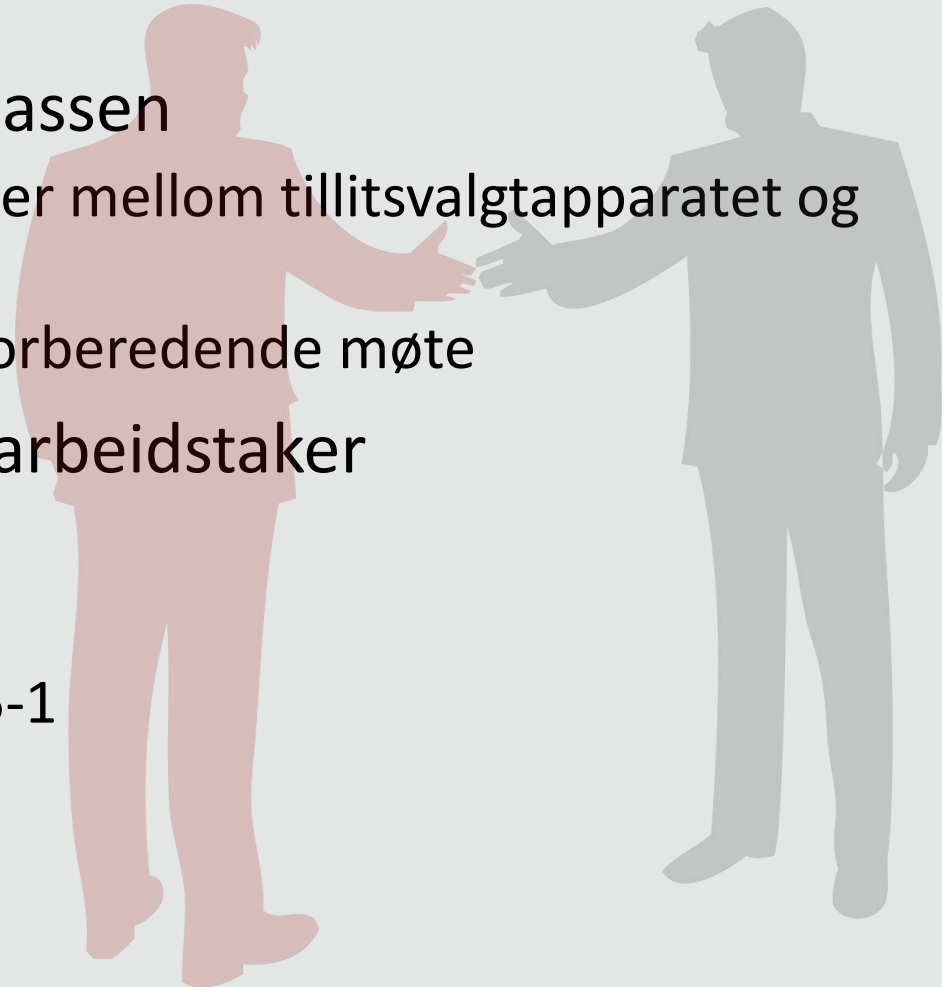 assen
er mellom tillitsvalgtapparatet og
orberedende møte
arbeidstaker
-1